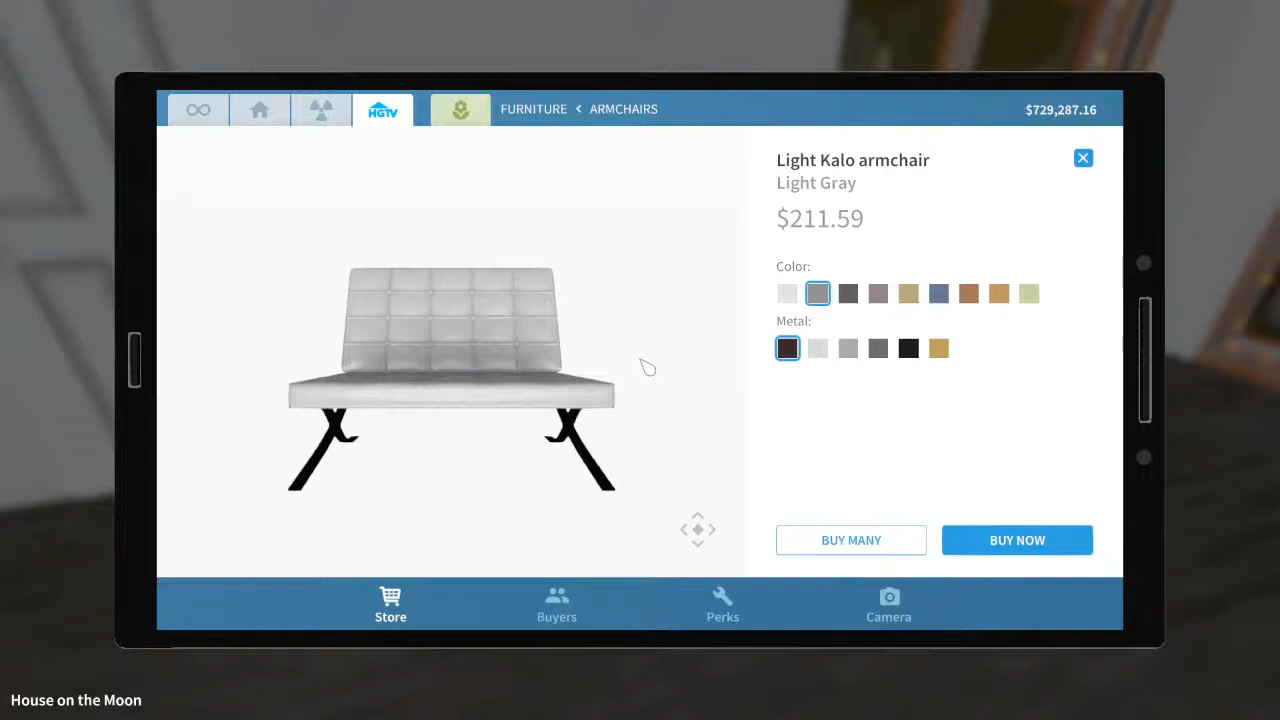 HGTV
FURNITURE < ARMCHAIRS
$729,287.16
Light Kalo armchair
Light Gray
$211.59
Color:
Metal:
BUY MANY
BUY NOW
Store
Buyers
Perks
Camera
House on the Moon